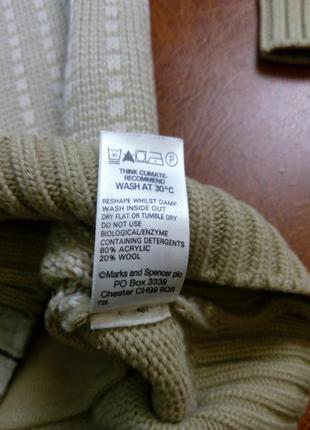 40
P
THINK CLIMATE-
RECOMMEND
WASH AT 30°C
RESHAPE WHILST DAMP
WASH INSIDE OUT
DRY FLAT OR TUMBLE DRY
DO NOT USE
BIOLOGICAL/ENZYME
CONTAINING DETERGENTS
80% ACRYLIC
20% WOOL
©Marks and Spencer plc
PO Box 3339
Chester CH99 9QS
T25